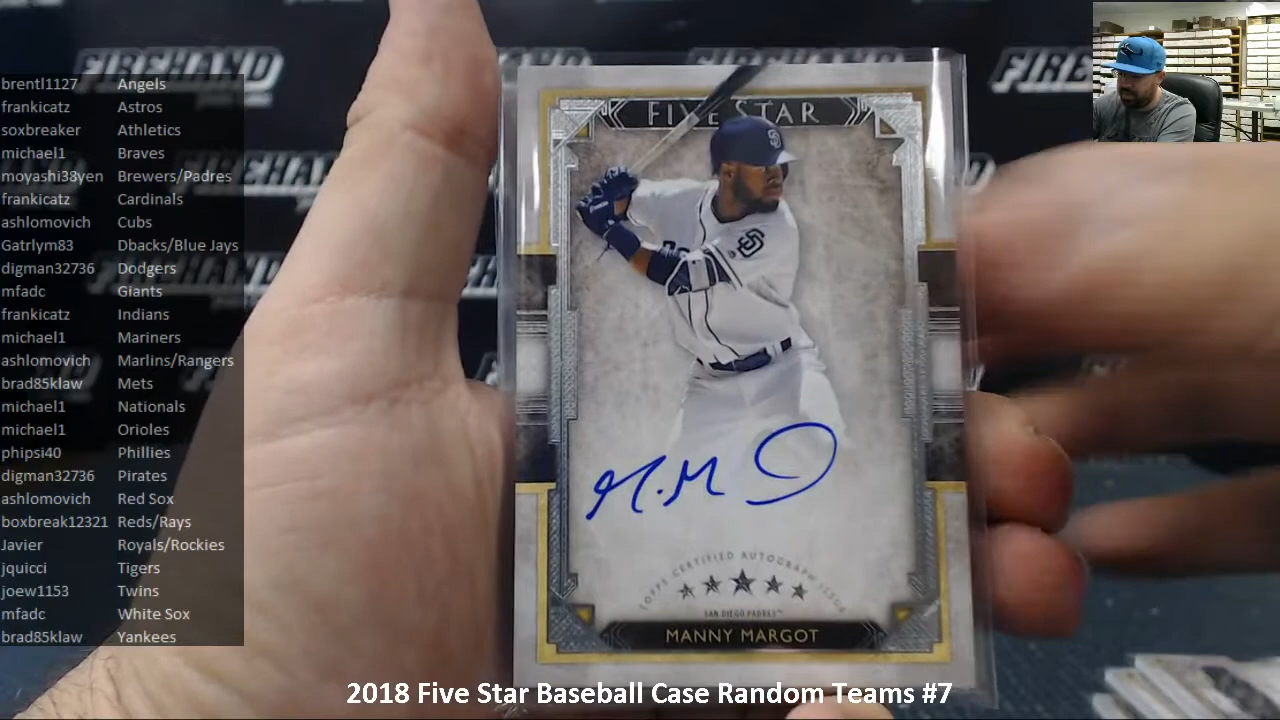 FIREHAND
FIREHAND
brentl1127 Angels
frankicatz Astros
soxbreaker Athletics
michael1 Braves
moyashi38yen Brewers/Padres
frankicatz Cardinals
ashlomovich Cubs
Gatrlym83 Dbacks/Blue Jays
digman32736 Dodgers
mfadc Giants
frankicatz Indians
michael1 Mariners
ashlomovich Marlins/Rangers
brad85klaw Mets
michael1 Nationals
michael1 Orioles
phipsi40 Phillies
digman32736 Pirates
ashlomovich Red Sox
boxbreak12321 Reds/Rays
Javier Royals/Rockies
jquicci Tigers
joew1153 Twins
mfadc White Sox
brad85klaw Yankees
FIVE STAR
SD
M.M
TOPPS CERTIFIED AUTOGRAPH ISSUE
SAN DIEGO PADRES™
MANNY MARGOT
2018 Five Star Baseball Case Random Teams #7